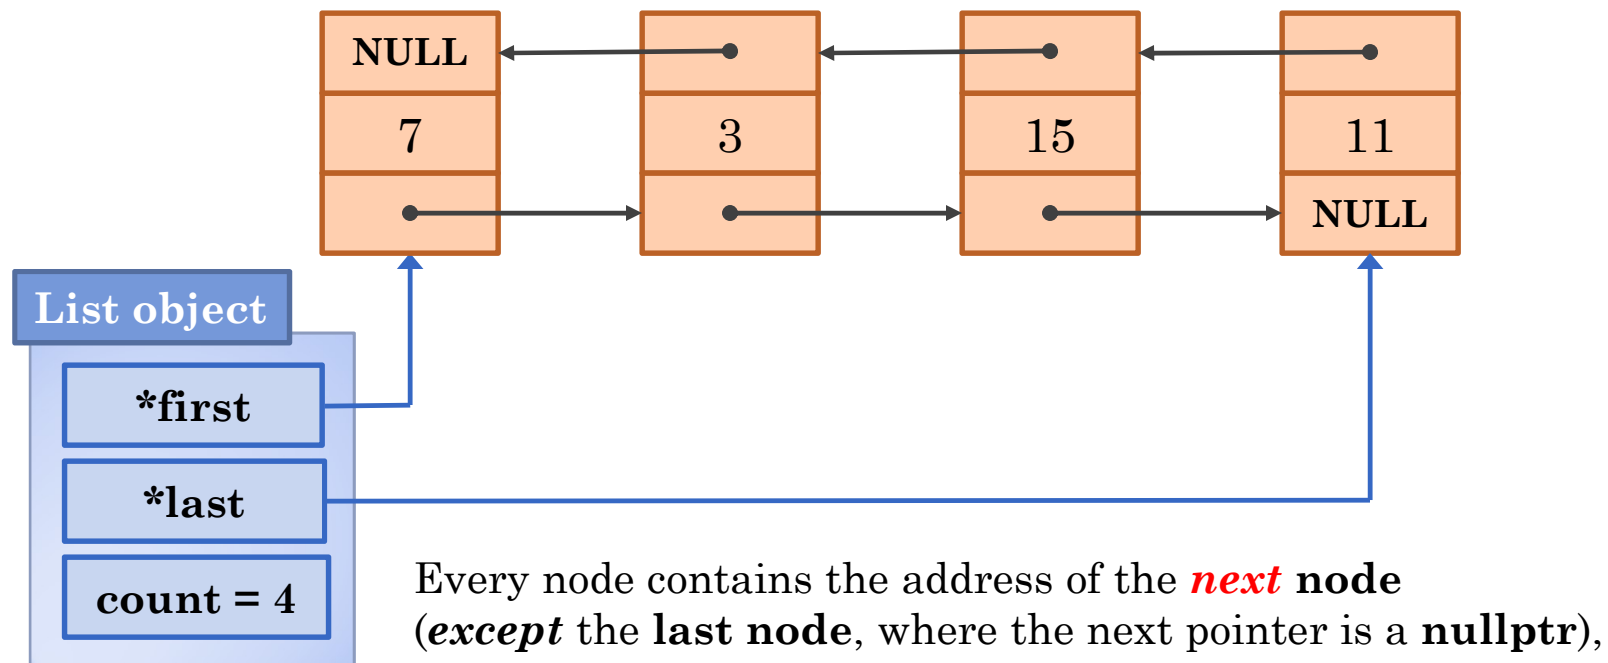 NULL
7
3
15
11
NULL
List object
*first
*last
count = 4
Every node contains the address of the next node
(except the last node, where the next pointer is a nullptr),